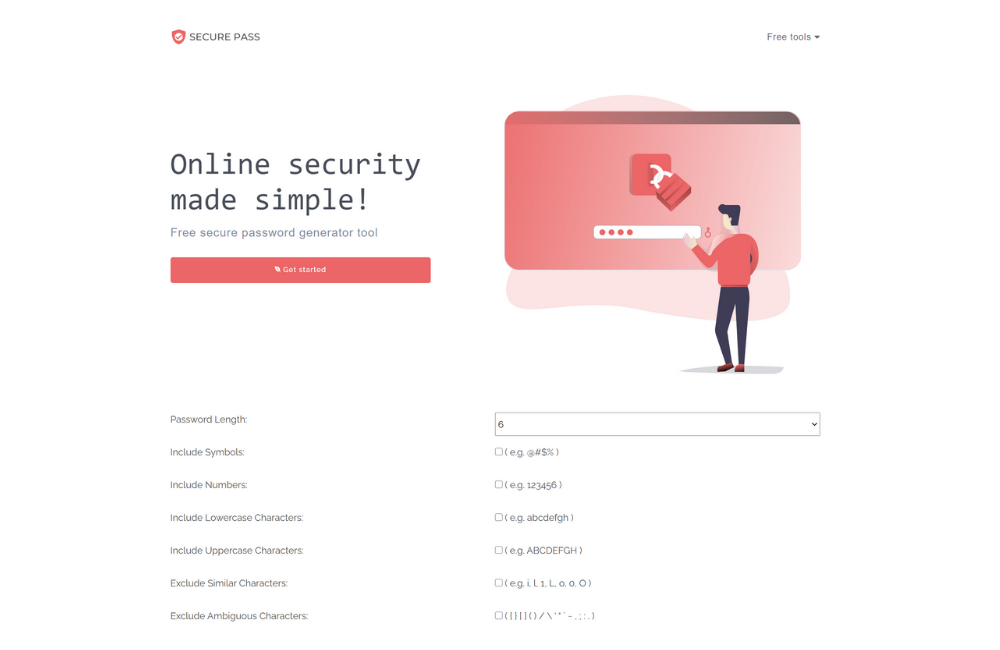 SECURE PASS
Free tools
Online security
made simple!
Free secure password generator tool
Get started
Password Length:
6
Include Symbols:
( e.g. @#$% )
Include Numbers:
( e.g. 123456 )
Include Lowercase Characters:
( e.g. abcdefgh )
Include Uppercase Characters:
( e.g. ABCDEFGH )
Exclude Similar Characters:
( e.g. i, l, 1, L, o, 0, O )
Exclude Ambiguous Characters:
( { } [ ] ( ) / \ ' " ` ~ , ; : . )